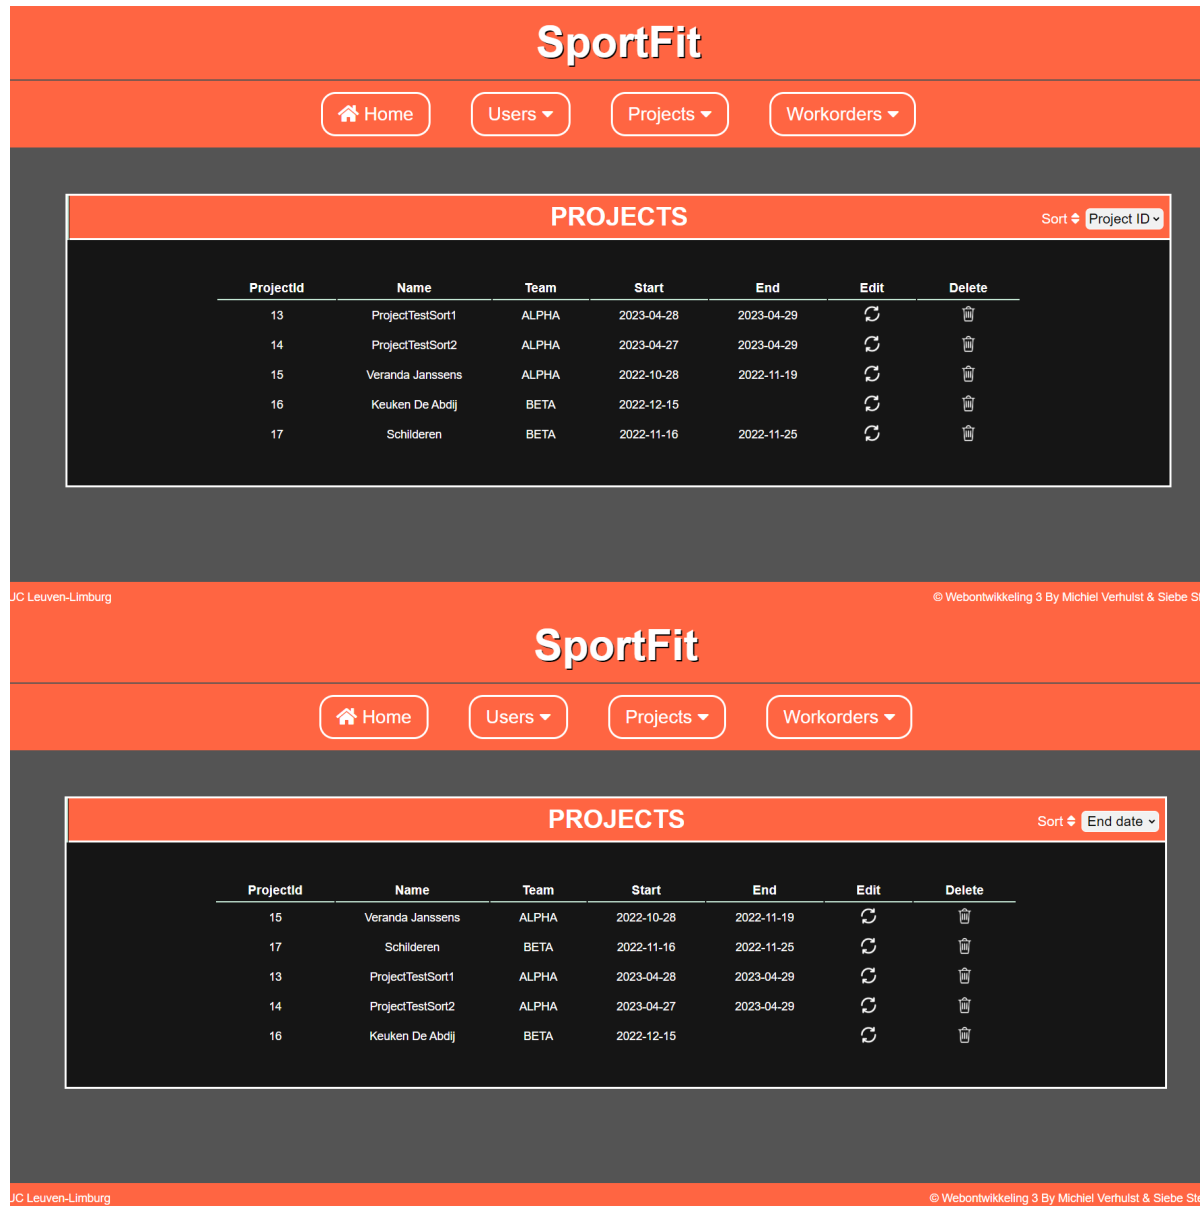 SportFit
Home Users Projects Workorders
PROJECTS
Sort Project ID
ProjectId Name Team Start End Edit Delete
13 ProjectTestSort1 ALPHA 2023-04-28 2023-04-29
14 ProjectTestSort2 ALPHA 2023-04-27 2023-04-29
15 Veranda Janssens ALPHA 2022-10-28 2022-11-19
16 Keuken De Abdij BETA 2022-12-15
17 Schilderen BETA 2022-11-16 2022-11-25
JC Leuven-Limburg © Webontwikkeling 3 By Michiel Verhulst & Siebe
SportFit
Home Users Projects Workorders
PROJECTS
Sort End date
ProjectId Name Team Start End Edit Delete
15 Veranda Janssens ALPHA 2022-10-28 2022-11-19
17 Schilderen BETA 2022-11-16 2022-11-25
13 ProjectTestSort1 ALPHA 2023-04-28 2023-04-29
14 ProjectTestSort2 ALPHA 2023-04-27 2023-04-29
16 Keuken De Abdij BETA 2022-12-15
JC Leuven-Limburg © Webontwikkeling 3 By Michiel Verhulst & Siebe